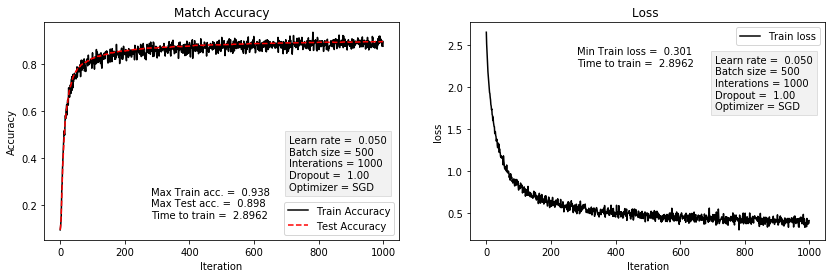 Match Accuracy
0.8
0.6
0.4
0.2
Accuracy
Learn rate =  0.050
Batch size = 500
Interations = 1000
Dropout =  1.00
Optimizer = SGD
Max Train acc. =  0.938
Max Test acc. =  0.898
Time to train =  2.8962
Train Accuracy
Test Accuracy
0 200 400 600 800 1000
Iteration
Loss
2.5
2.0
1.5
1.0
0.5
loss
Train loss
Min Train loss =  0.301
Time to train =  2.8962
Learn rate =  0.050
Batch size = 500
Interations = 1000
Dropout =  1.00
Optimizer = SGD
0 200 400 600 800 1000
Iteration